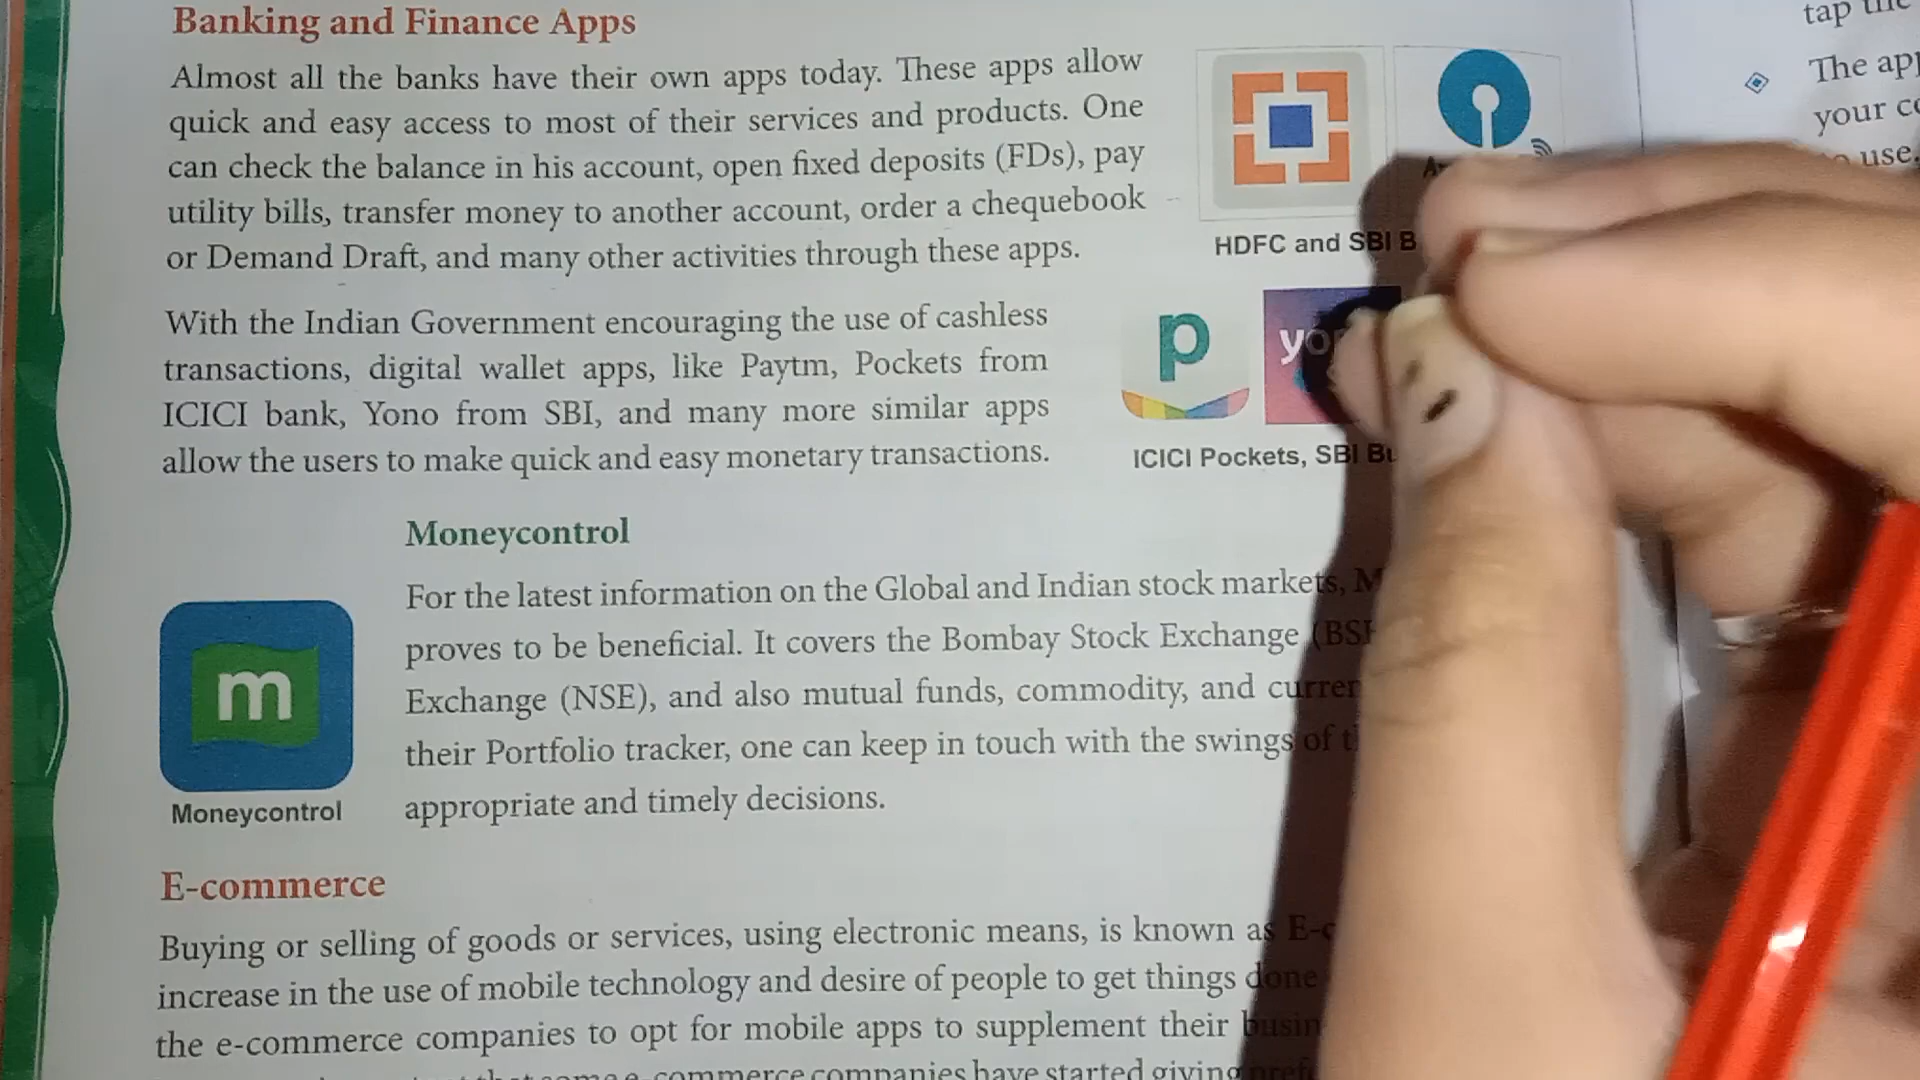 Banking and Finance Apps
Almost all the banks have their own apps today. These apps allow
quick and easy access to most of their services and products. One
can check the balance in his account, open fixed deposits (FDs), pay
utility bills, transfer money to another account, order a chequebook
or Demand Draft, and many other activities through these apps.
HDFC and SBI B
With the Indian Government encouraging the use of cashless
transactions, digital wallet apps, like Paytm, Pockets from
ICICI bank, Yono from SBI, and many more similar apps
allow the users to make quick and easy monetary transactions.
p
yo
ICICI Pockets, SBI
Moneycontrol
For the latest information on the Global and Indian stock markets,
proves to be beneficial. It covers the Bombay Stock Exchange
Exchange (NSE), and also mutual funds, commodity, and
their Portfolio tracker, one can keep in touch with the swings of
appropriate and timely decisions.
m
Moneycontrol
E-commerce
Buying or selling of goods or services, using electronic means, is known as
increase in the use of mobile technology and desire of people to get things done
the e-commerce companies to opt for mobile apps to supplement their
e-commerce companies have started giving
tap
The
your
use.